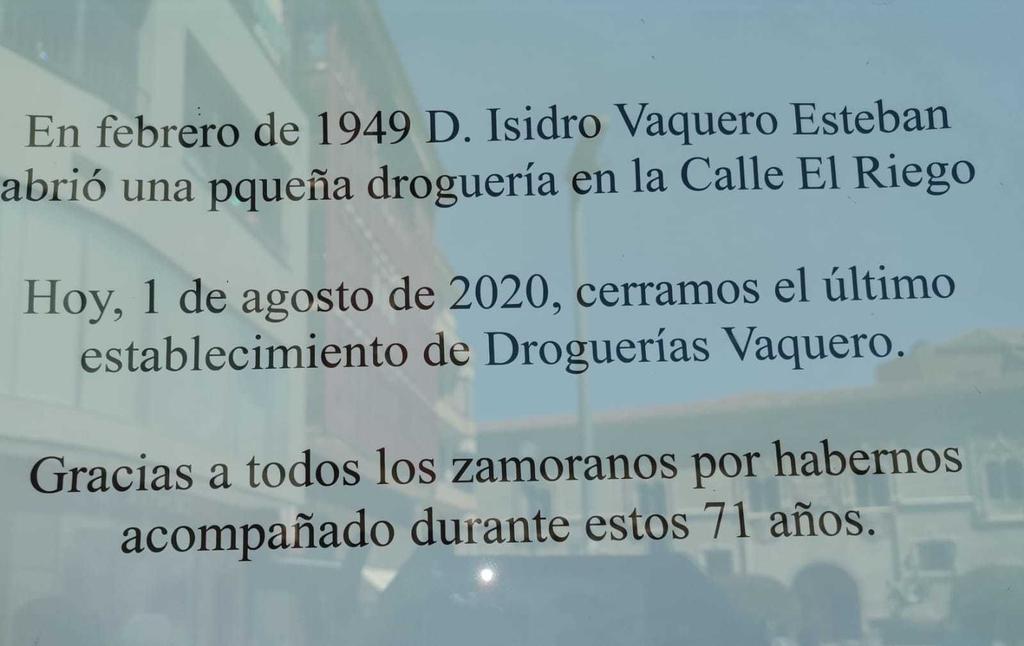 En febrero de 1949 D. Isidro Vaquero Esteban
abrió una pqueña droguería en la Calle El Riego
Hoy, 1 de agosto de 2020, cerramos el último
establecimiento de Droguerías Vaquero.
Gracias a todos los zamoranos por habernos
acompañado durante estos 71 años.